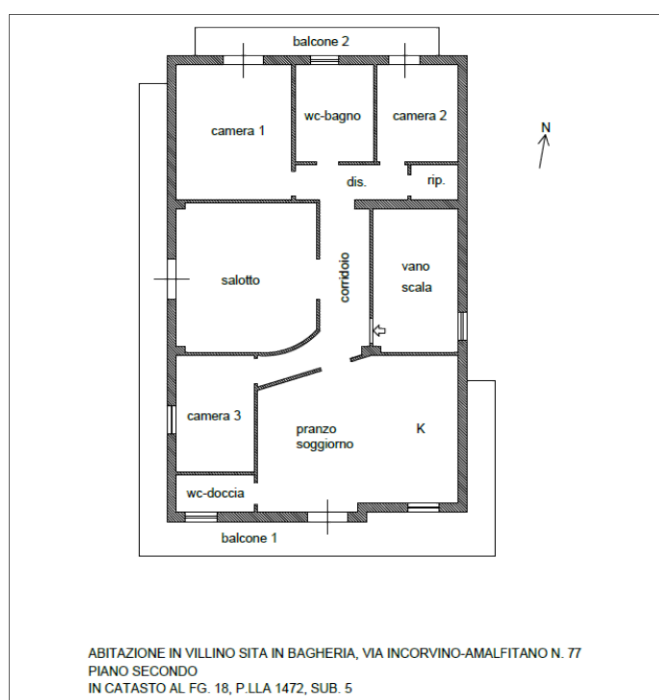 balcone 2
camera 1
wc-bagno
camera 2
N
dis.
rip.
salotto
corridoio
vano
scala
camera 3
pranzo
soggiorno
K
wc-doccia
balcone 1
ABITAZIONE IN VILLINO SITA IN BAGHERIA, VIA INCORVINO-AMALFITANO N. 77
PIANO SECONDO
IN CATASTO AL FG. 18, P.LLA 1472, SUB. 5